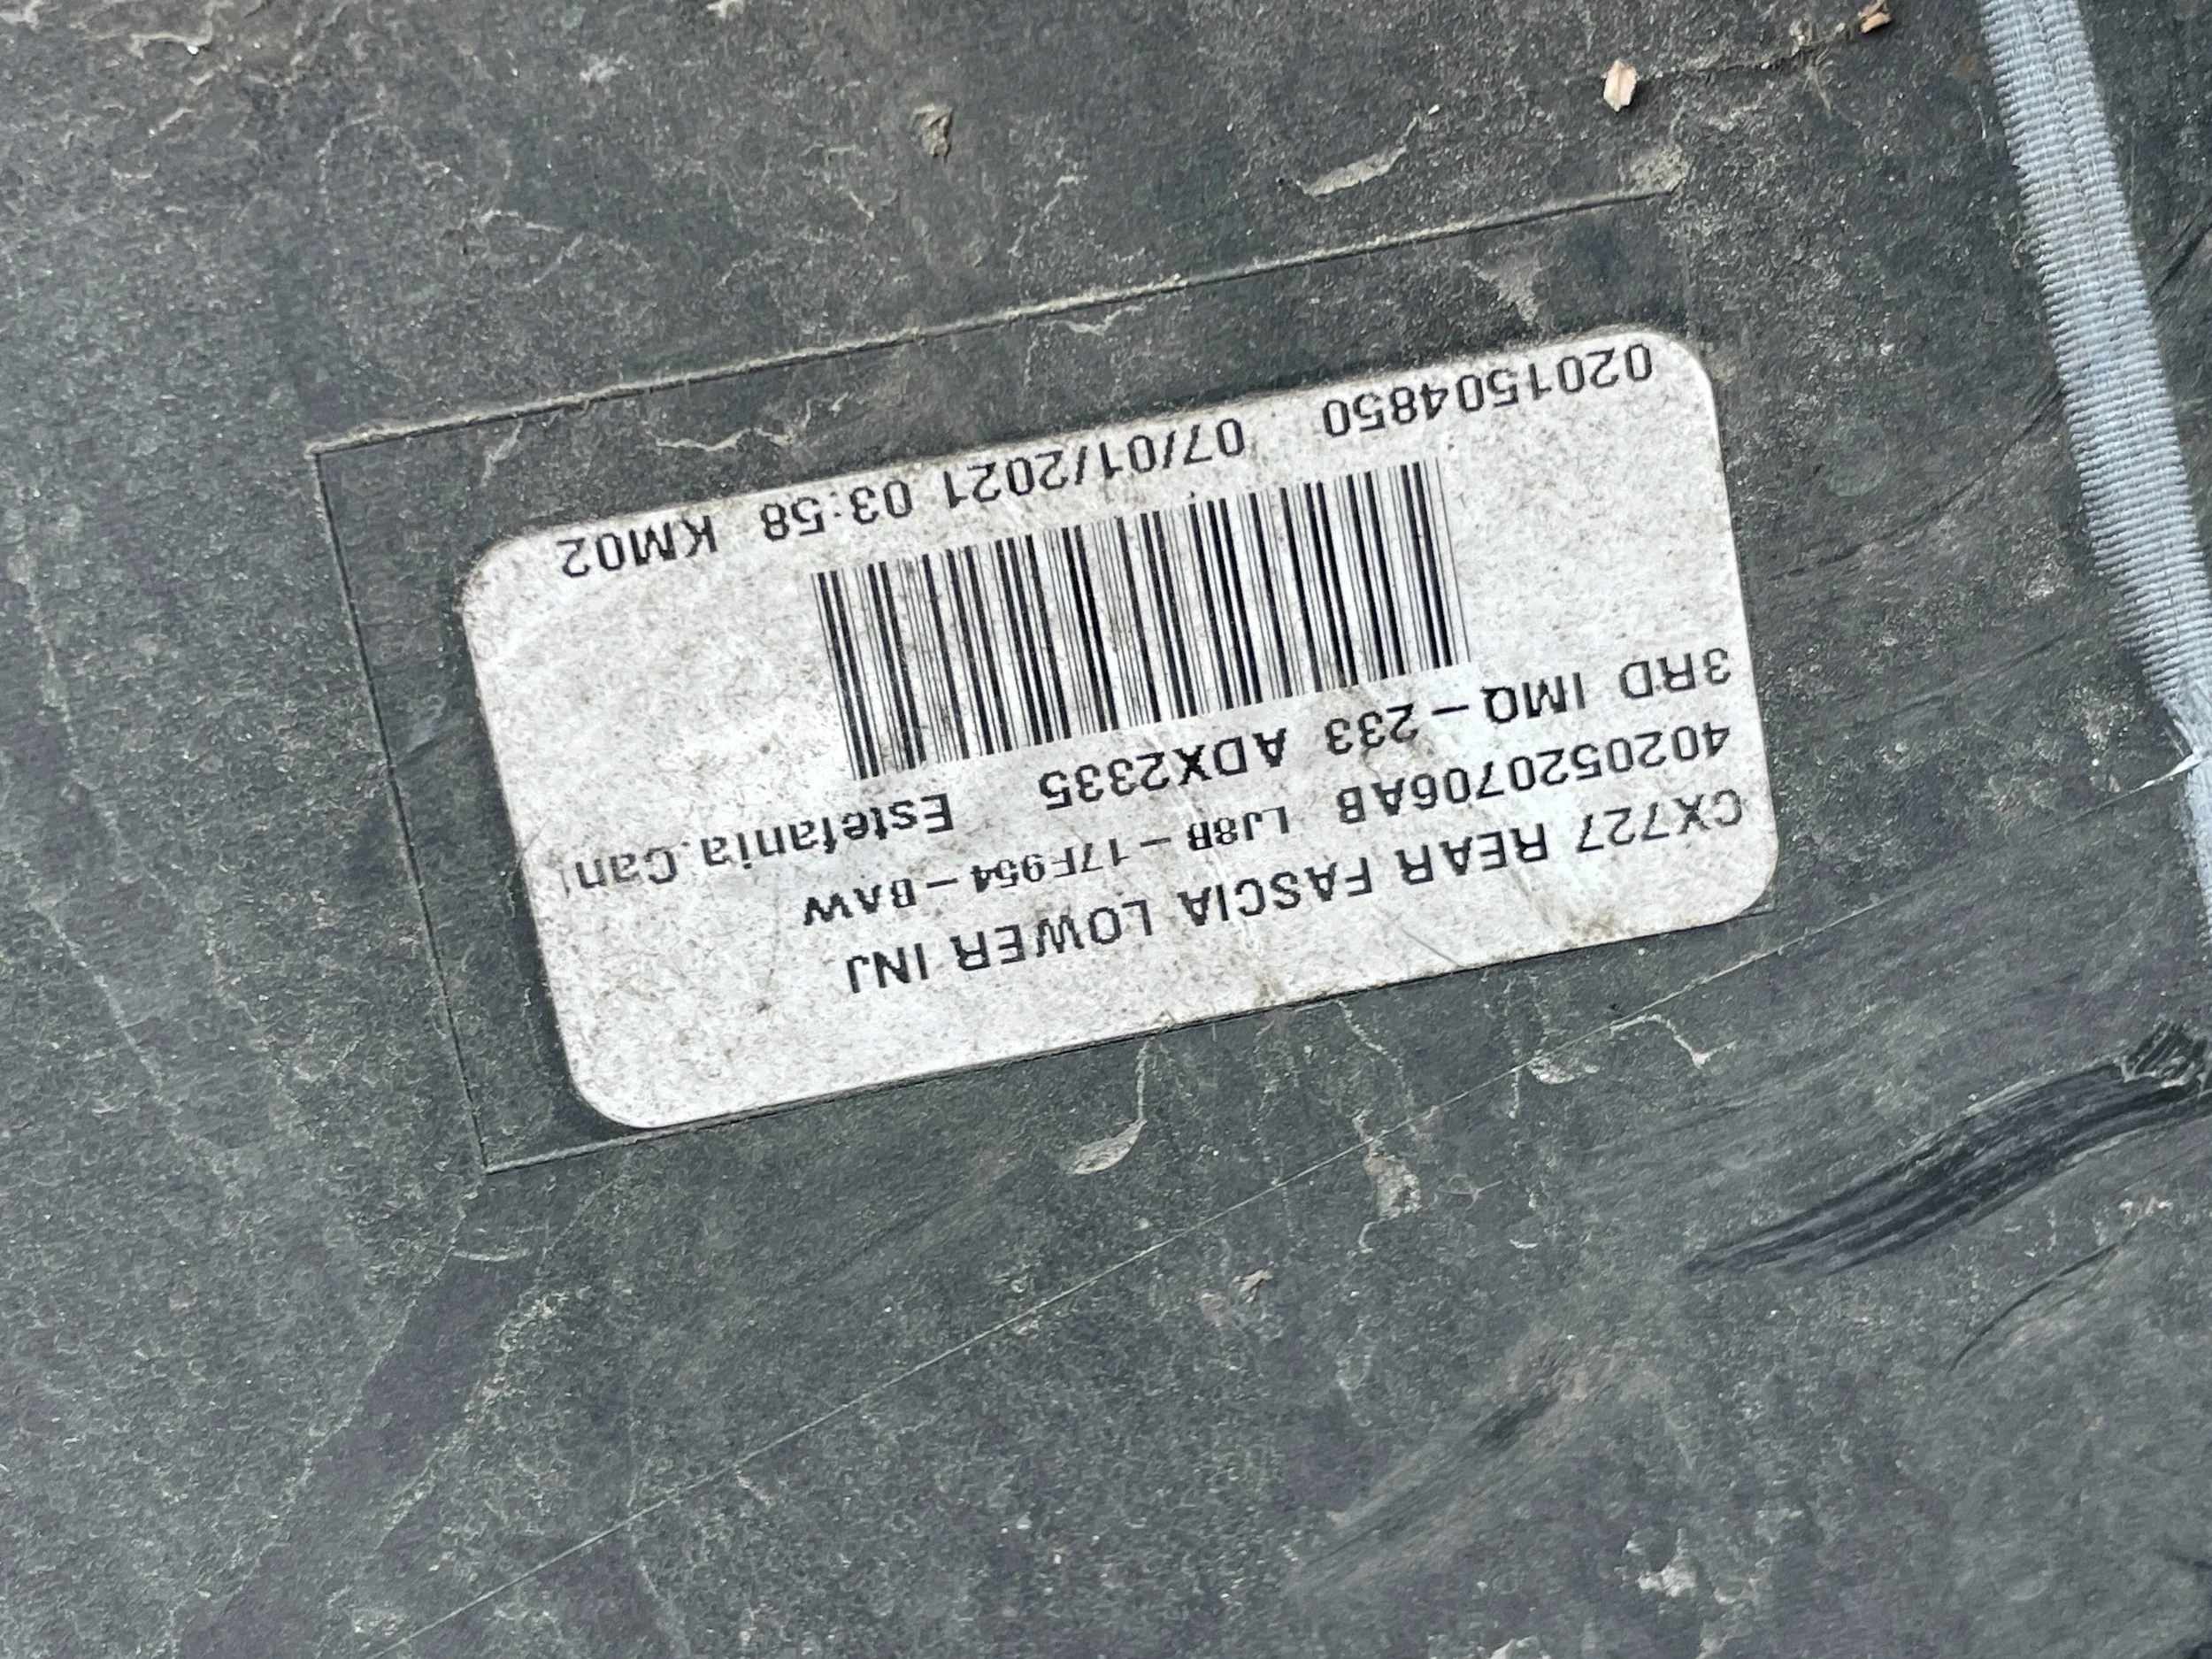 CX727 REAR FASCIA LOWER INJ
4020520706AB LJ8B-17F954-BAW
3RD IMQ-233 ADX2335 Estefania.Can
0201504850 07/01/2021 03:58 KM02